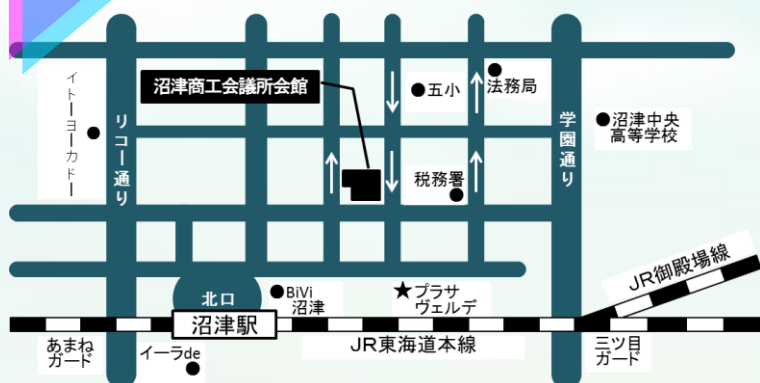 イトーヨーカドー
リコー通り
沼津商工会議所会館
五小
法務局
学園通り
沼津中央
高等学校
税務署
北口
BiVi
沼津
プラサ
ヴェルデ
JR御殿場線
沼津駅
あまね
ガード
イーラde
JR東海道本線
三ツ目
ガード